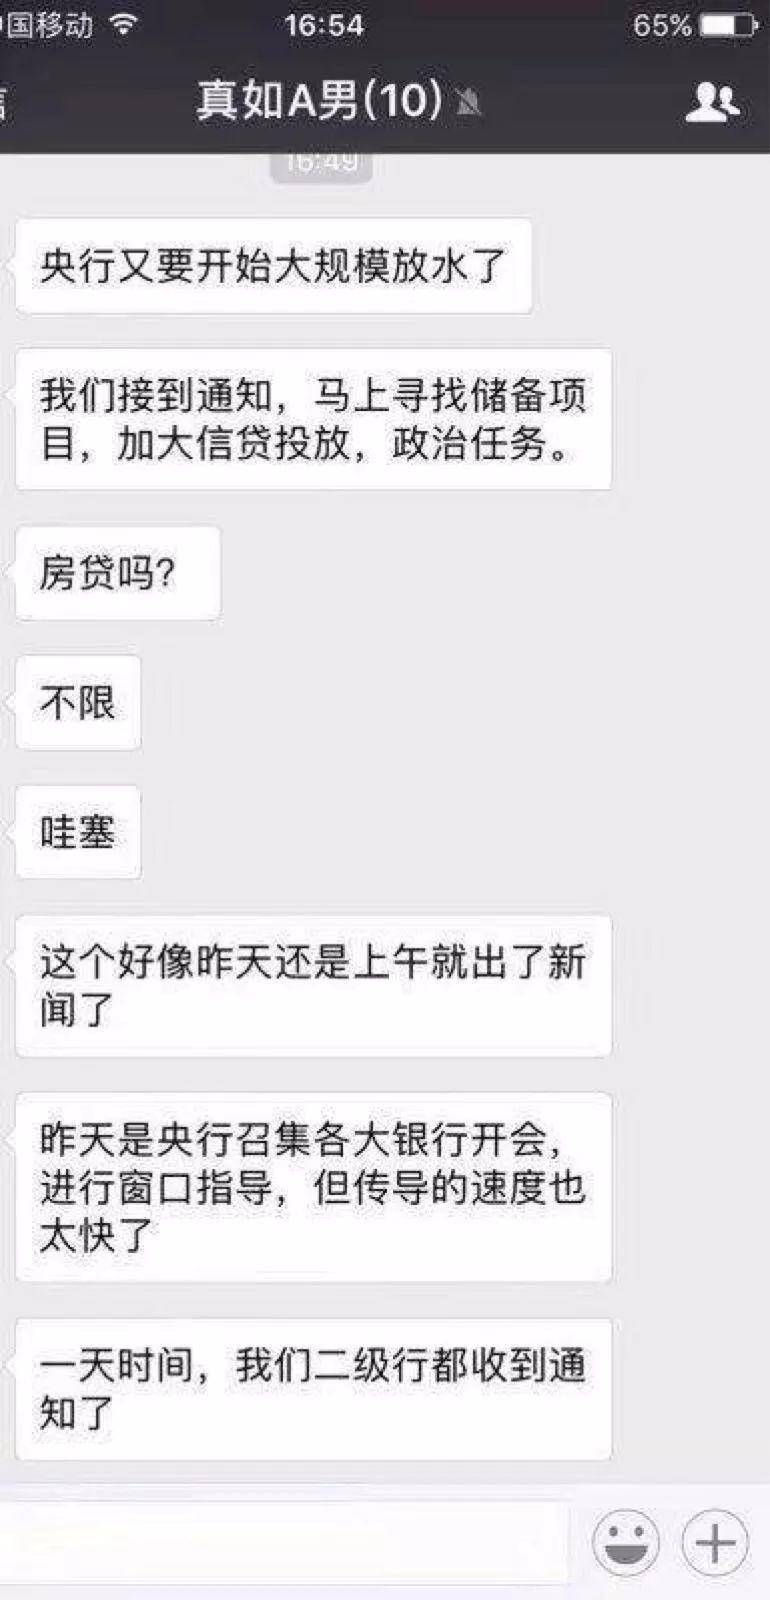 国移动
16:54
65%
真如A男(10)
16:49
央行又要开始大规模放水了
我们接到通知，马上寻找储备项
目，加大信贷投放，政治任务。
房贷吗？
不限
哇塞
这个好像昨天还是上午就出了新
闻了
昨天是央行召集各大银行开会，
进行窗口指导，但传导的速度也
太快了
一天时间，我们二级行都收到通
知了